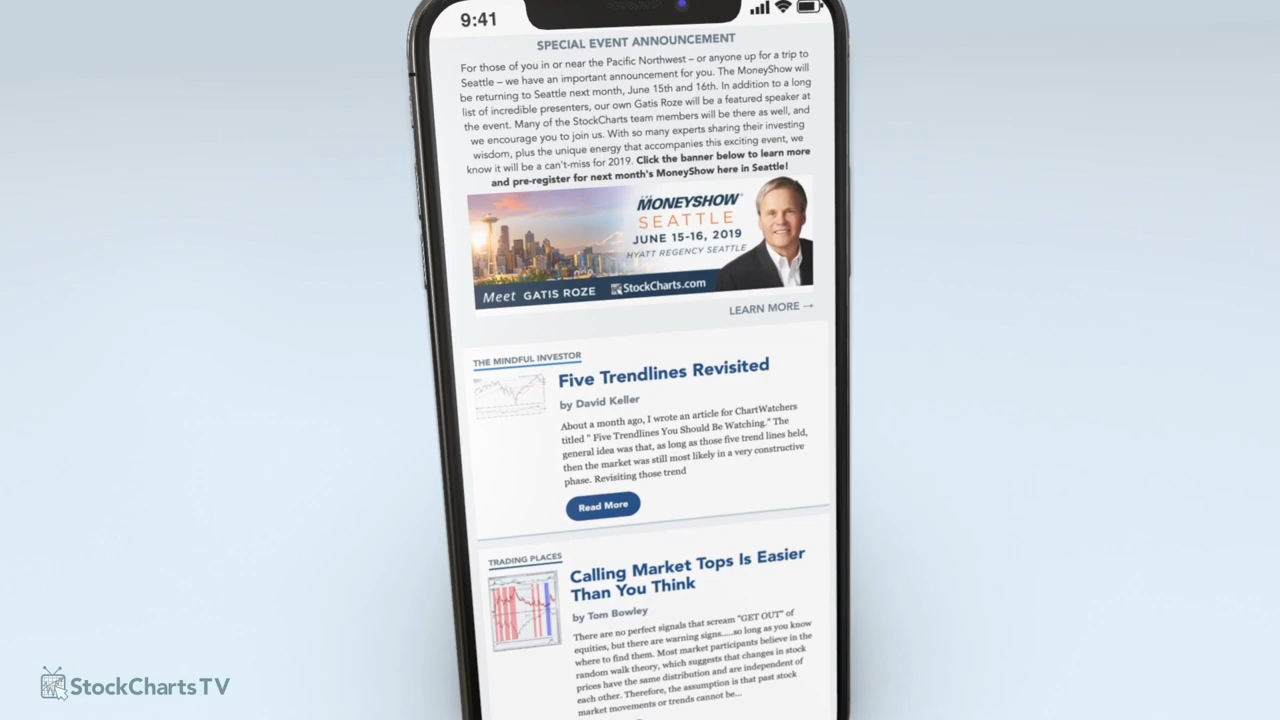 9:41
SPECIAL EVENT ANNOUNCEMENT
For those of you in or near the Pacific Northwest – or anyone up for a trip to
Seattle – we have an important announcement for you. The MoneyShow will
be returning to Seattle next month, June 15th and 16th. In addition to a long
list of incredible presenters, our own Gatis Roze will be a featured speaker at
the event. Many of the StockCharts team members will be there as well, and
we encourage you to join us. With so many experts sharing their investing
wisdom, plus the unique energy that accompanies this exciting event, we
know it will be a can't-miss for 2019. Click the banner below to learn more
and pre-register for next month's MoneyShow here in Seattle!
THE
MONEYSHOW
SEATTLE
JUNE 15-16, 2019
HYATT REGENCY SEATTLE
Meet GATIS ROZE StockCharts.com
LEARN MORE →
THE MINDFUL INVESTOR
Five Trendlines Revisited
by David Keller
About a month ago, I wrote an article for ChartWatchers
titled " Five Trendlines You Should Be Watching." The
general idea was that, as long as those five trend lines held,
then the market was still most likely in a very constructive
phase. Revisiting those trend
Read More
TRADING PLACES
Calling Market Tops Is Easier
Than You Think
by Tom Bowley
There are no perfect signals that scream "GET OUT" of
equities, but there are warning signs.....so long as you know
where to find them. Most market participants believe in the
random walk theory, which suggests that changes in stock
prices have the same distribution and are independent of
each other. Therefore, the assumption is that past stock
market movements or trends cannot be...
StockCharts TV